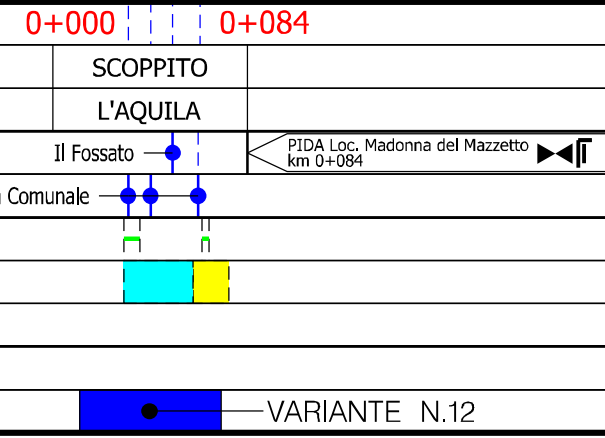 0+000 0+084
SCOPPITO
L'AQUILA
Il Fossato
PIDA Loc. Madonna del Mazzetto
km 0+084
Comunale
VARIANTE N.12